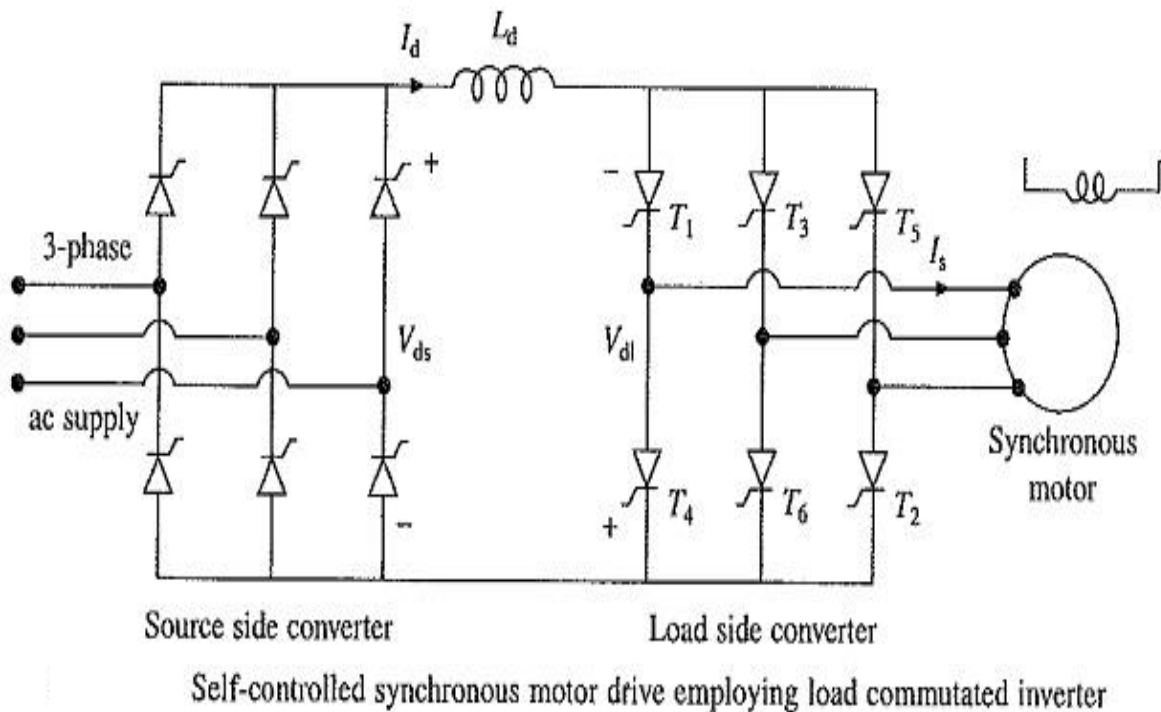 I_d
L_d
+
−
3-phase
T_1
T_3
T_5
I_s
V_ds
V_dl
ac supply
Synchronous
motor
+
T_4
T_6
T_2
−
Source side converter
Load side converter
Self-controlled synchronous motor drive employing load commutated inverter